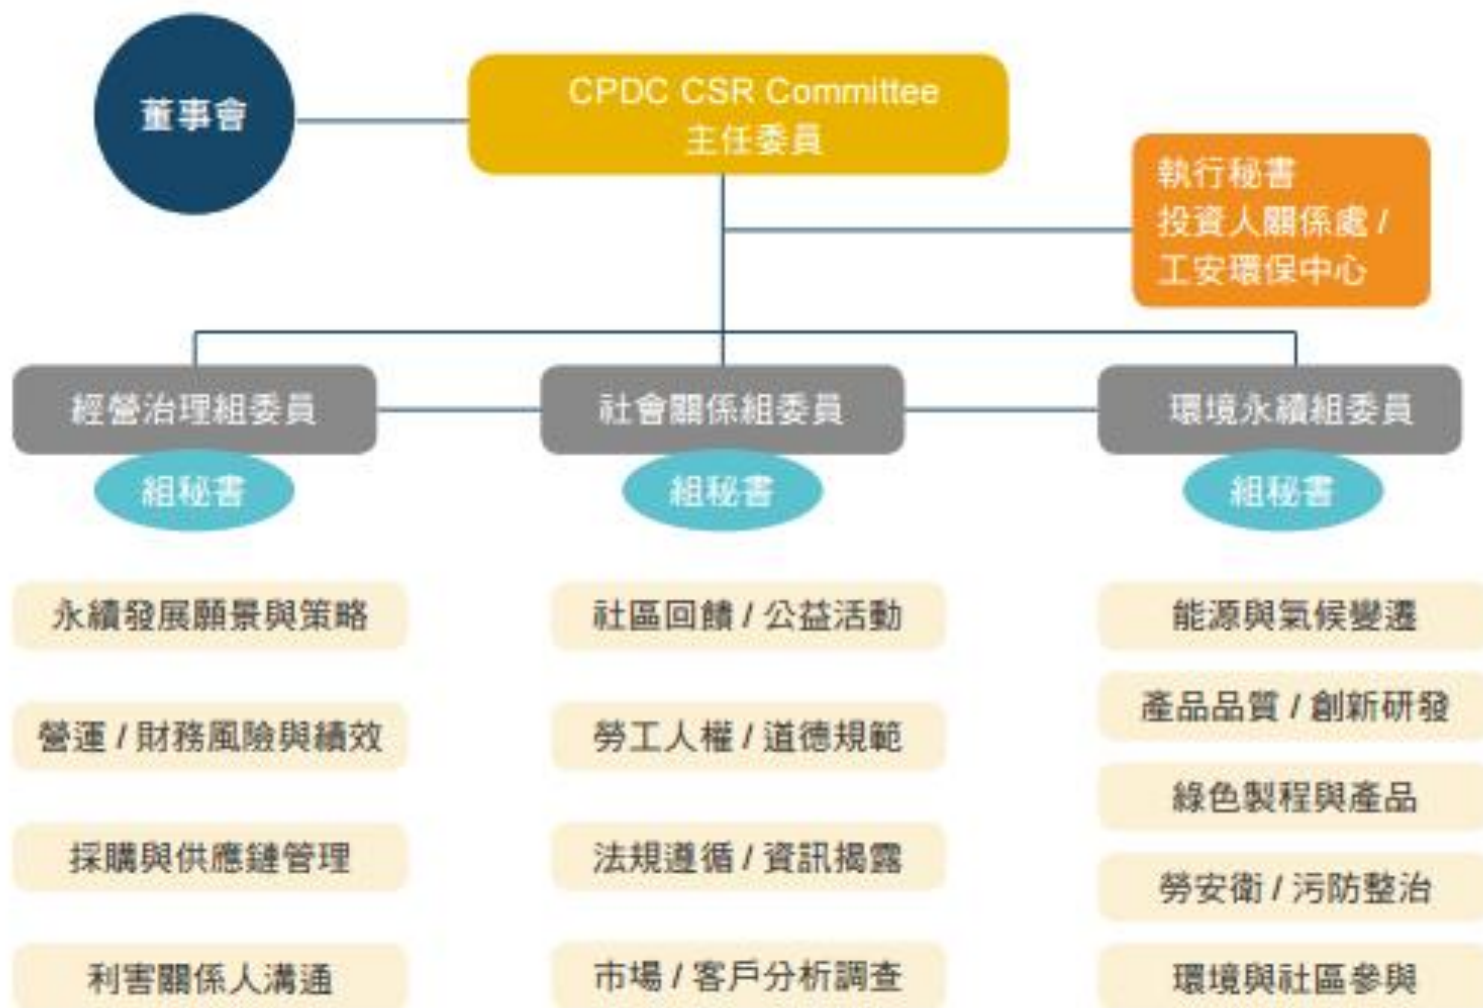 董事會
CPDC CSR Committee
主任委員
執行秘書
投資人關係處 /
工安環保中心
經營治理組委員
社會關係組委員
環境永續組委員
組秘書
組秘書
組秘書
永續發展願景與策略
營運 / 財務風險與績效
採購與供應鏈管理
利害關係人溝通
社區回饋 / 公益活動
勞工人權 / 道德規範
法規遵循 / 資訊揭露
市場 / 客戶分析調查
能源與氣候變遷
產品品質 / 創新研發
綠色製程與產品
勞安衛 / 污防整治
環境與社區參與